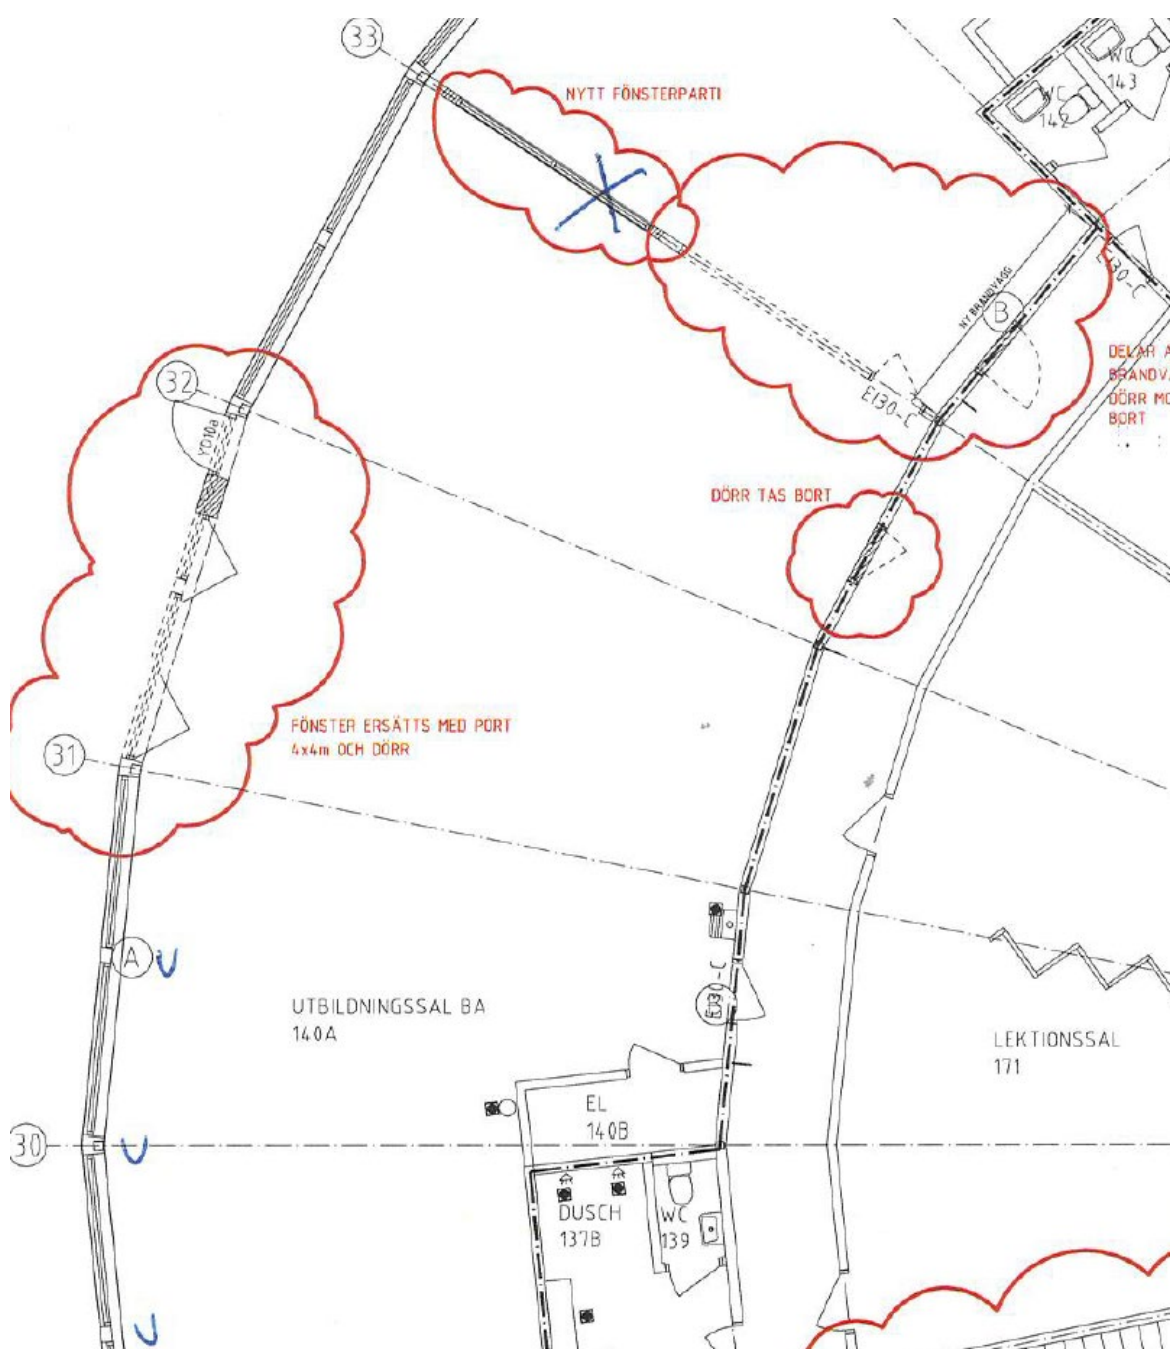 33
NYTT FÖNSTERPARTI
WC
143
WC
142
EI30-C
NY BRANDVÄGG
B
DELAR A
BRANDV
DÖRR MO
BORT
32
EI30-C
YD10a
DÖRR TAS BORT
FÖNSTER ERSÄTTS MED PORT
4x4m OCH DÖRR
31
A
U
EI30-C
UTBILDNINGSSAL BA
140A
LEKTIONSSAL
171
EL
140B
30
U
DUSCH
137B
WC
139
U